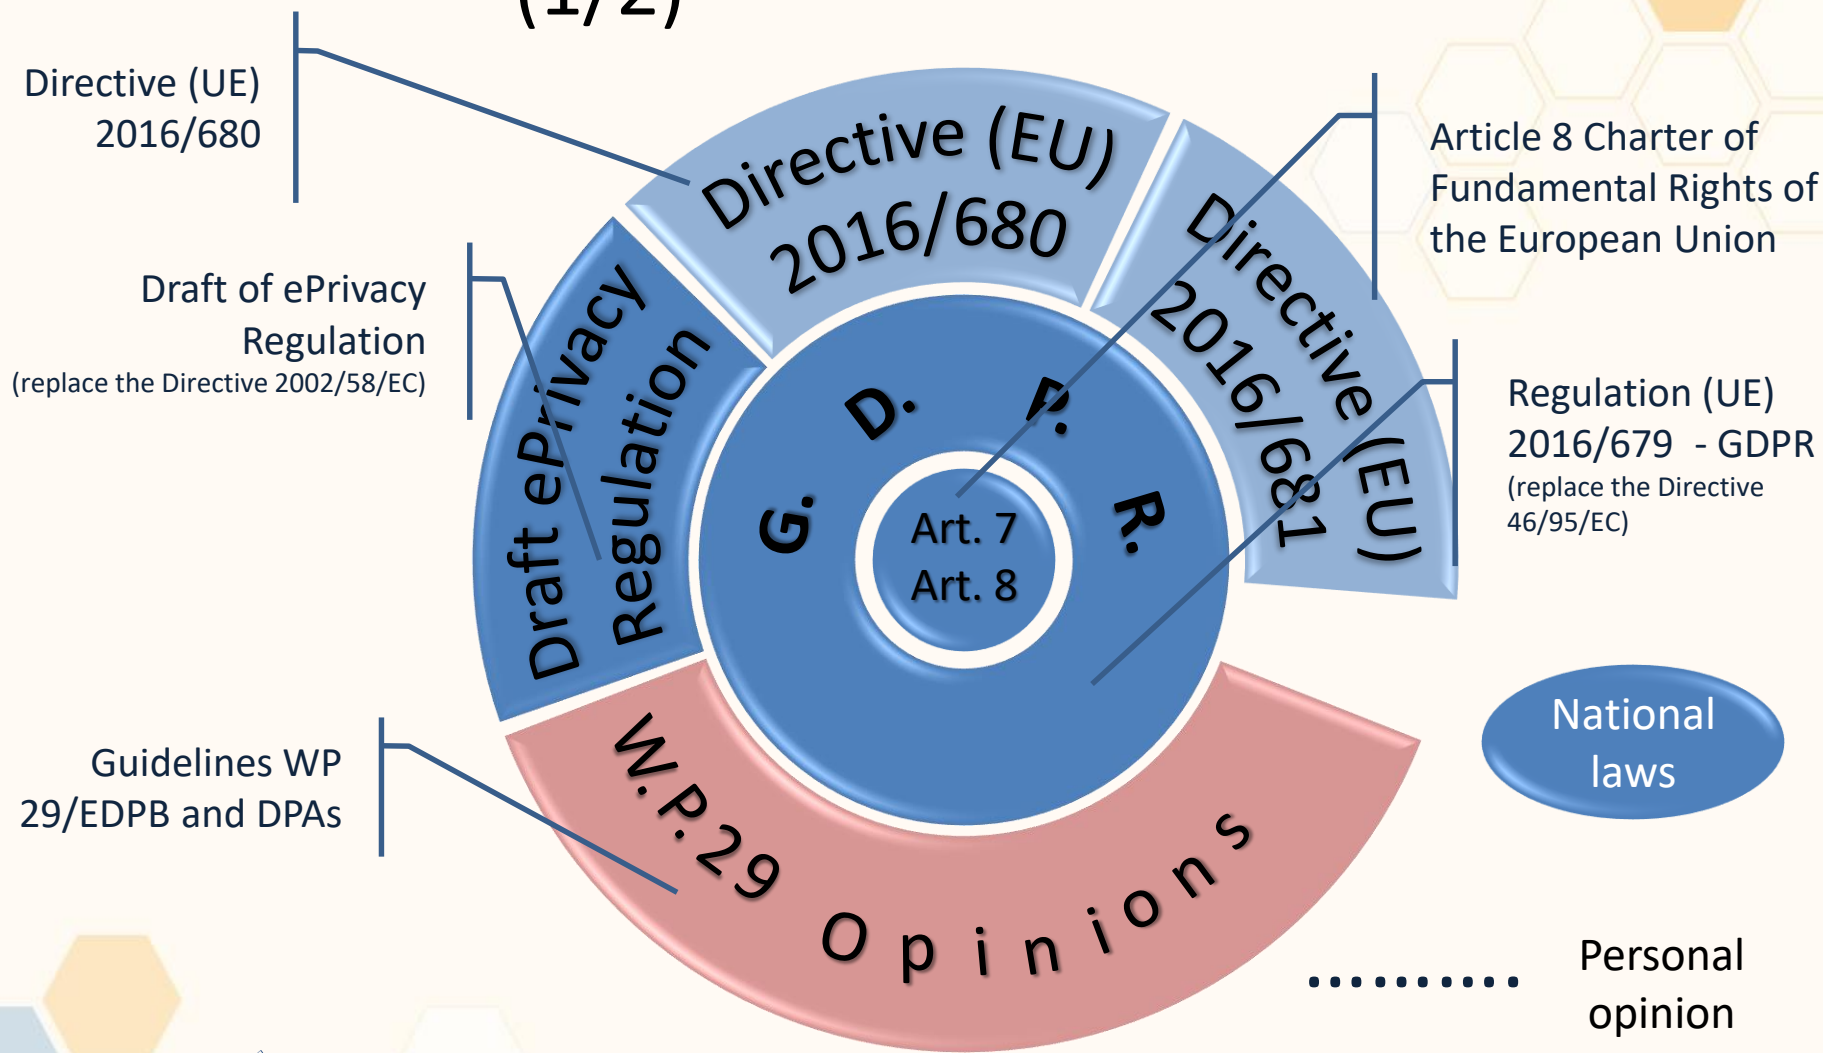 (1/2)
Directive (UE)
2016/680
Draft of ePrivacy
Regulation
(replace the Directive 2002/58/EC)
Guidelines WP
29/EDPB and DPAs
Directive (EU)
2016/680
Directive (EU)
2016/681
Draft ePrivacy
Regulation
G. D. P. R.
Art. 7
Art. 8
W.P.29 Opinions
Article 8 Charter of
Fundamental Rights of
the European Union
Regulation (UE)
2016/679 - GDPR
(replace the Directive
46/95/EC)
National
laws
..........
Personal
opinion